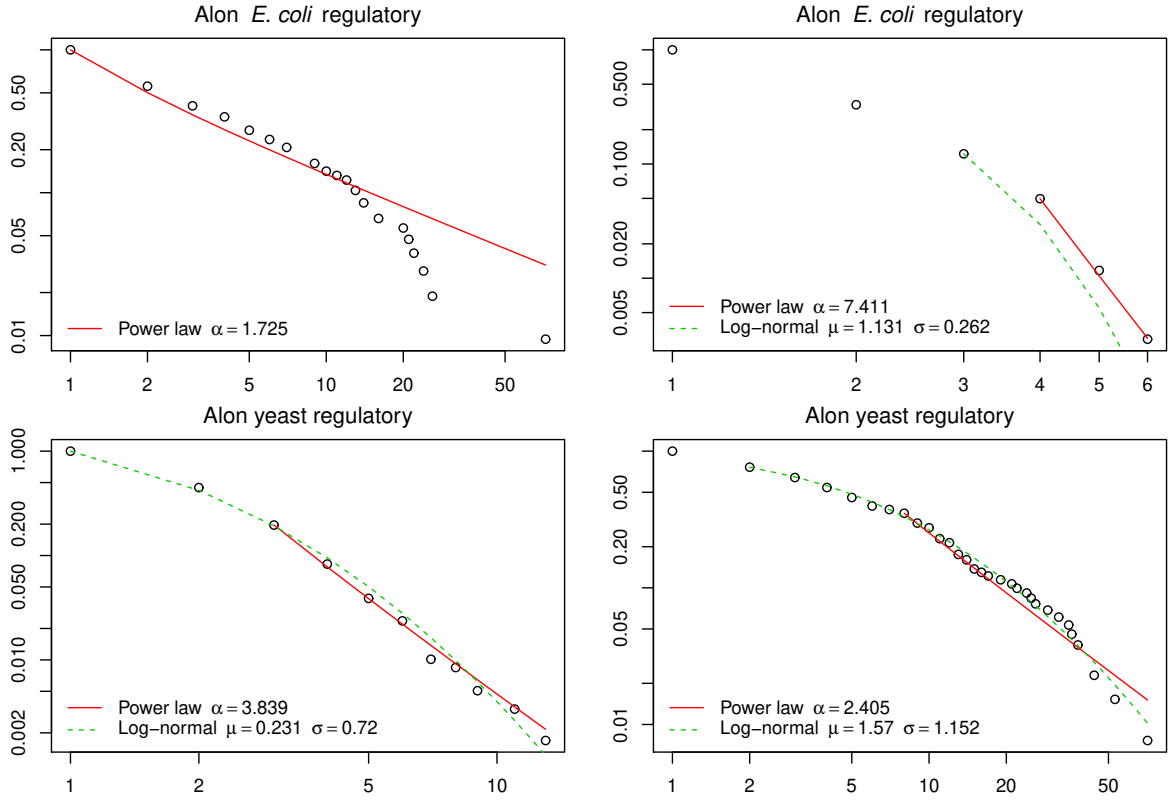 Alon E. coli regulatory
0.50
0.20
0.05
0.01
Power law α = 1.725
1 2 5 10 20 50
Alon E. coli regulatory
0.500
0.100
0.020
0.005
Power law α = 7.411
Log−normal μ = 1.131 σ = 0.262
1 2 3 4 5 6
Alon yeast regulatory
1.000
0.200
0.050
0.010
0.002
Power law α = 3.839
Log−normal μ = 0.231 σ = 0.72
1 2 5 10
Alon yeast regulatory
0.50
0.20
0.05
0.01
Power law α = 2.405
Log−normal μ = 1.57 σ = 1.152
1 2 5 10 20 50